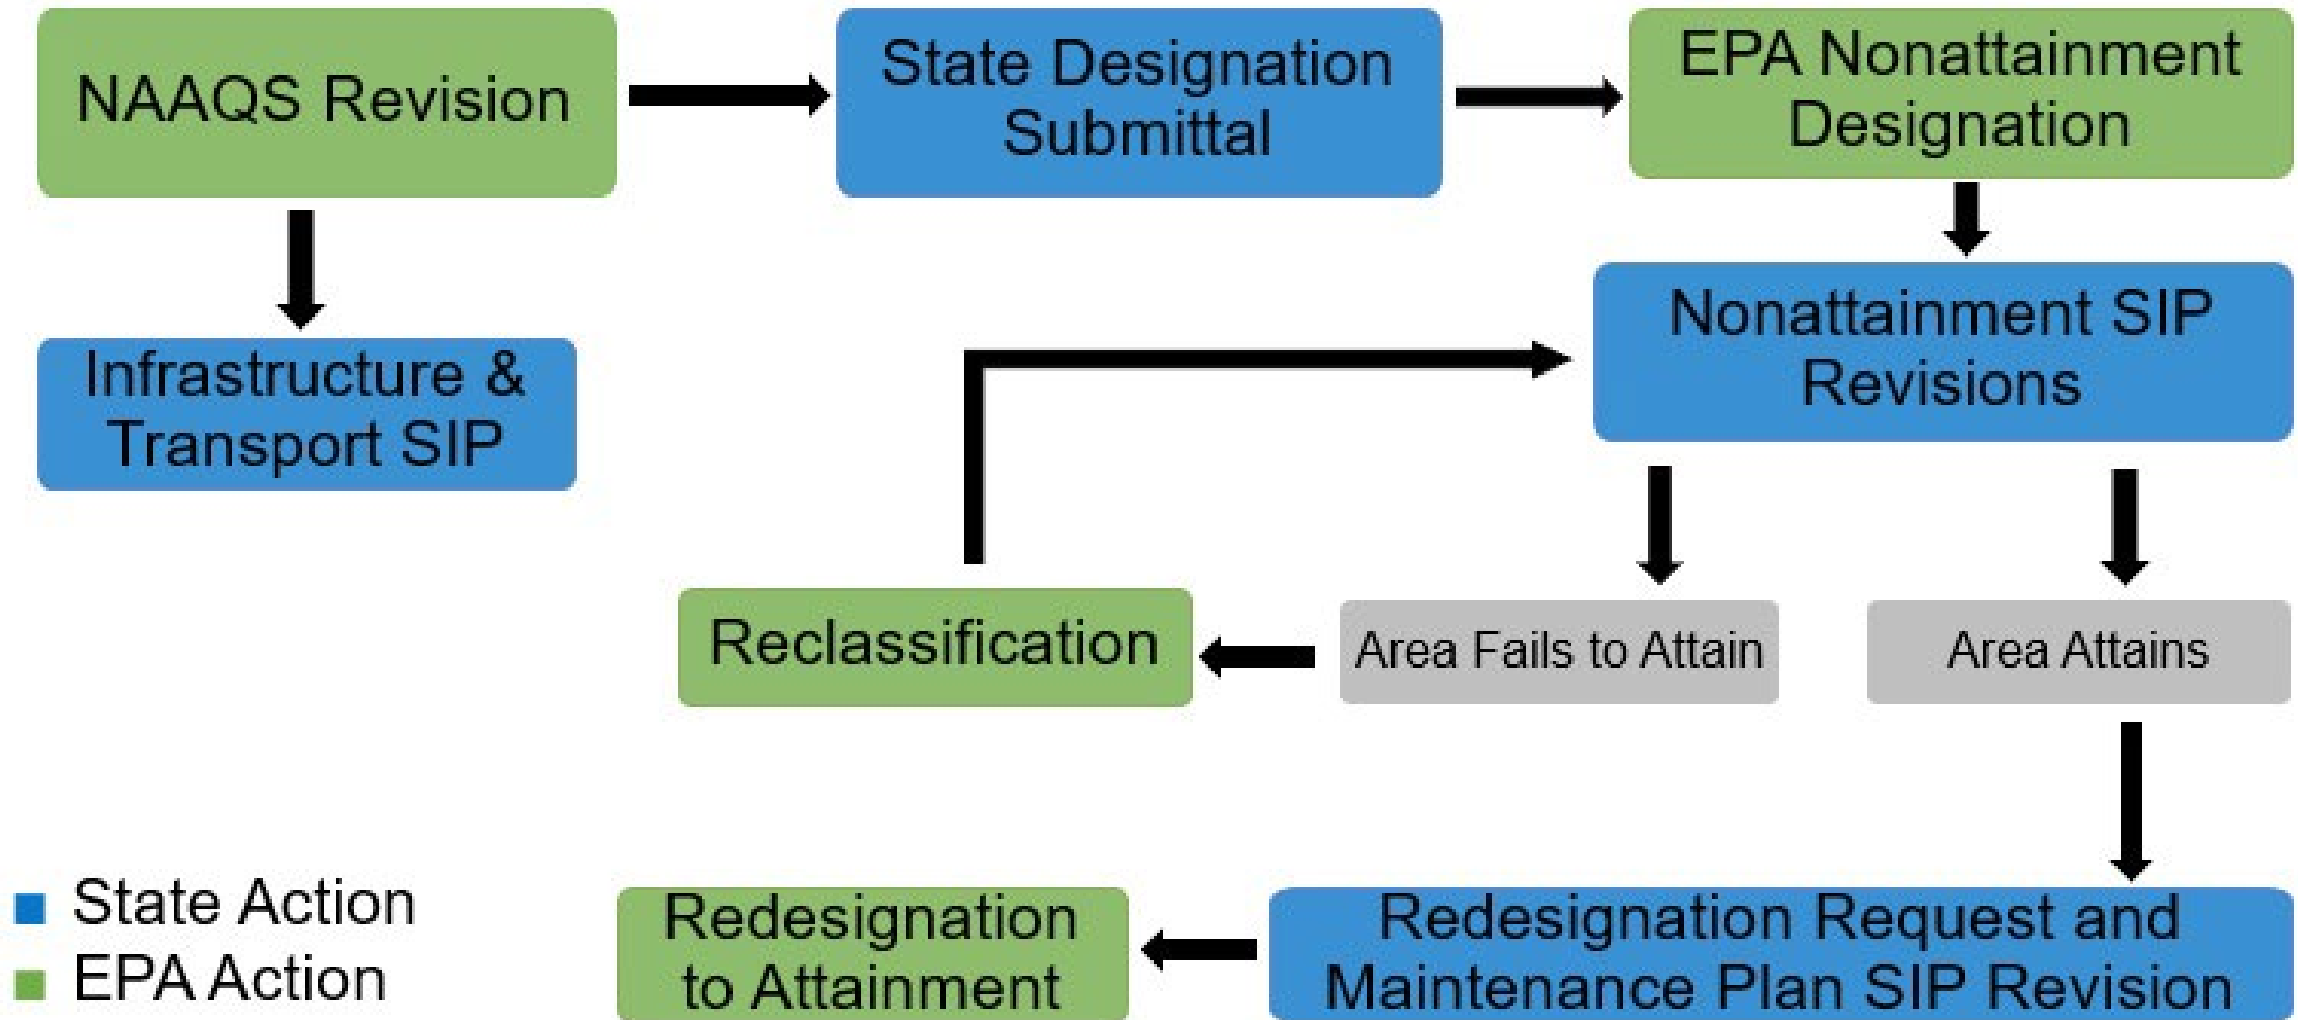 NAAQS Revision
State Designation
Submittal
EPA Nonattainment
Designation
Infrastructure &
Transport SIP
Nonattainment SIP
Revisions
Reclassification
Area Fails to Attain
Area Attains
Redesignation
to Attainment
Redesignation Request and
Maintenance Plan SIP Revision
State Action
EPA Action